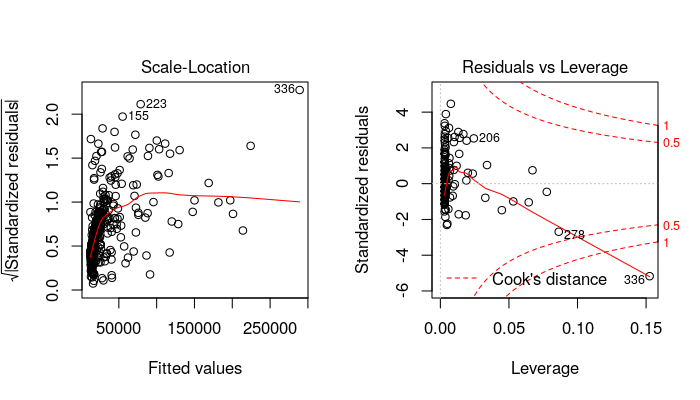 Scale-Location
√|Standardized residuals|
0.0 0.5 1.0 1.5 2.0
336
223
155
50000 150000 250000
Fitted values
Residuals vs Leverage
Standardized residuals
-6 -4 -2 0 2 4
206
278
336
1
0.5
0.5
1
Cook's distance
0.00 0.05 0.10 0.15
Leverage